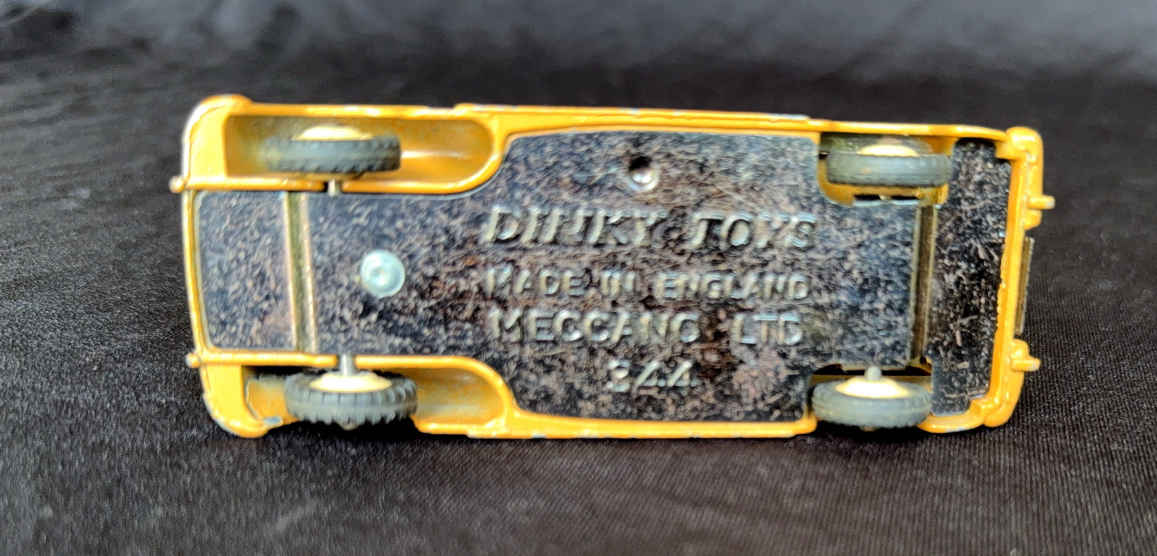 DINKY TOYS
MADE IN ENGLAND
MECCANO LTD
344